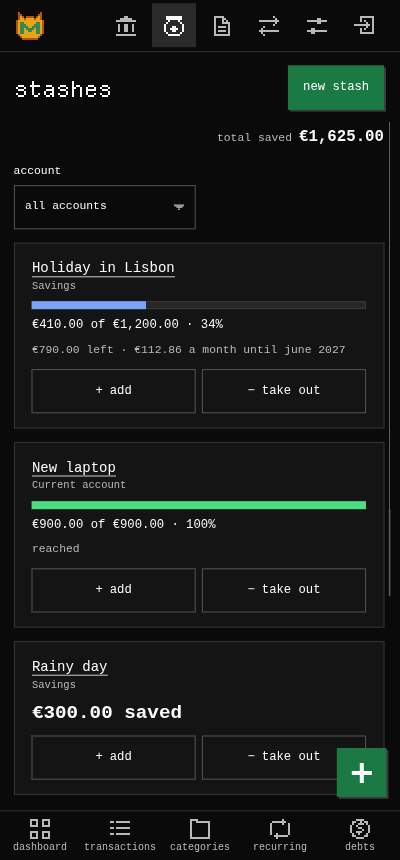 stashes
new stash
total saved €1,625.00
account
all accounts
Holiday in Lisbon
Savings
€410.00 of €1,200.00 · 34%
€790.00 left · €112.86 a month until june 2027
+ add
− take out
New laptop
Current account
€900.00 of €900.00 · 100%
reached
+ add
− take out
Rainy day
Savings
€300.00 saved
+ add
− take out
+
dashboard
transactions
categories
recurring
debts